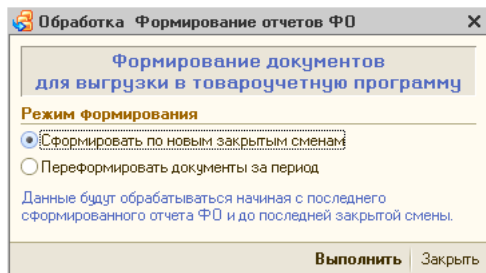 Обработка Формирование отчетов ФО
Формирование документов
для выгрузки в товароучетную программу
Режим формирования
Сформировать по новым закрытым сменам
Переформировать документы за период
Данные будут обрабатываться начиная с последнего
сформированного отчета ФО и до последней закрытой смены.
Выполнить Закрыть